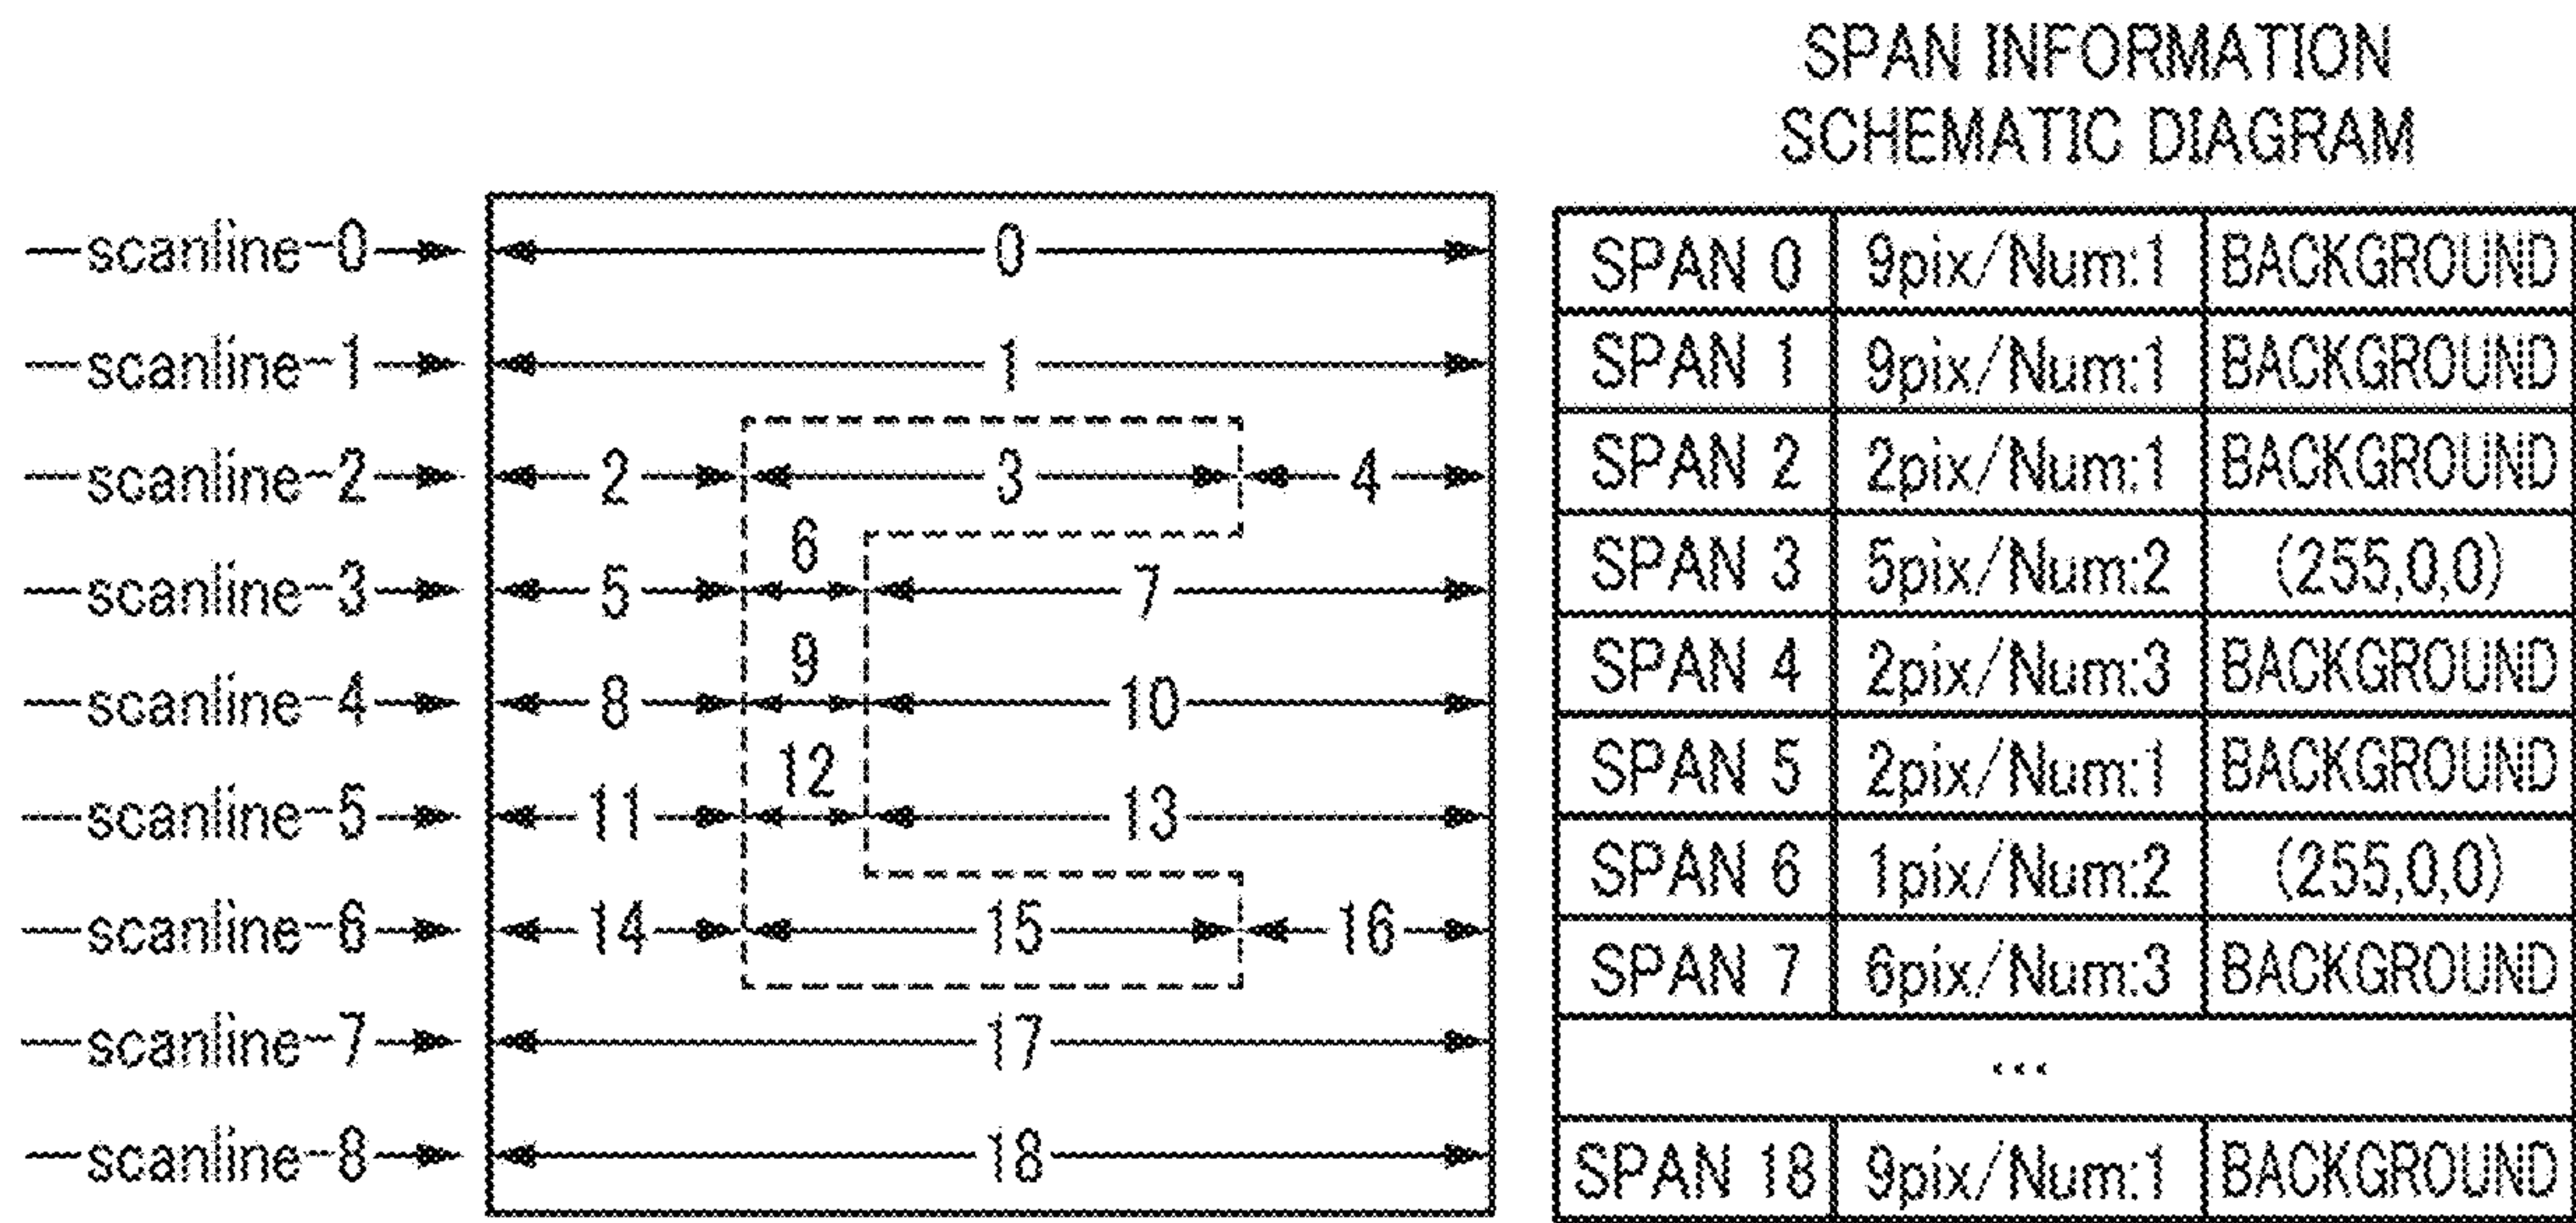 SPAN INFORMATION
SCHEMATIC DIAGRAM
scanline-0 0
scanline-1 1
scanline-2 2 3 4
6
scanline-3 5 7
9
scanline-4 8 10
12
scanline-5 11 13
scanline-6 14 15 16
scanline-7 17
scanline-8 18
SPAN 0 9pix/Num:1 BACKGROUND
SPAN 1 9pix/Num:1 BACKGROUND
SPAN 2 2pix/Num:1 BACKGROUND
SPAN 3 5pix/Num:2 (255,0,0)
SPAN 4 2pix/Num:3 BACKGROUND
SPAN 5 2pix/Num:1 BACKGROUND
SPAN 6 1pix/Num:2 (255,0,0)
SPAN 7 6pix/Num:3 BACKGROUND
...
SPAN 18 9pix/Num:1 BACKGROUND